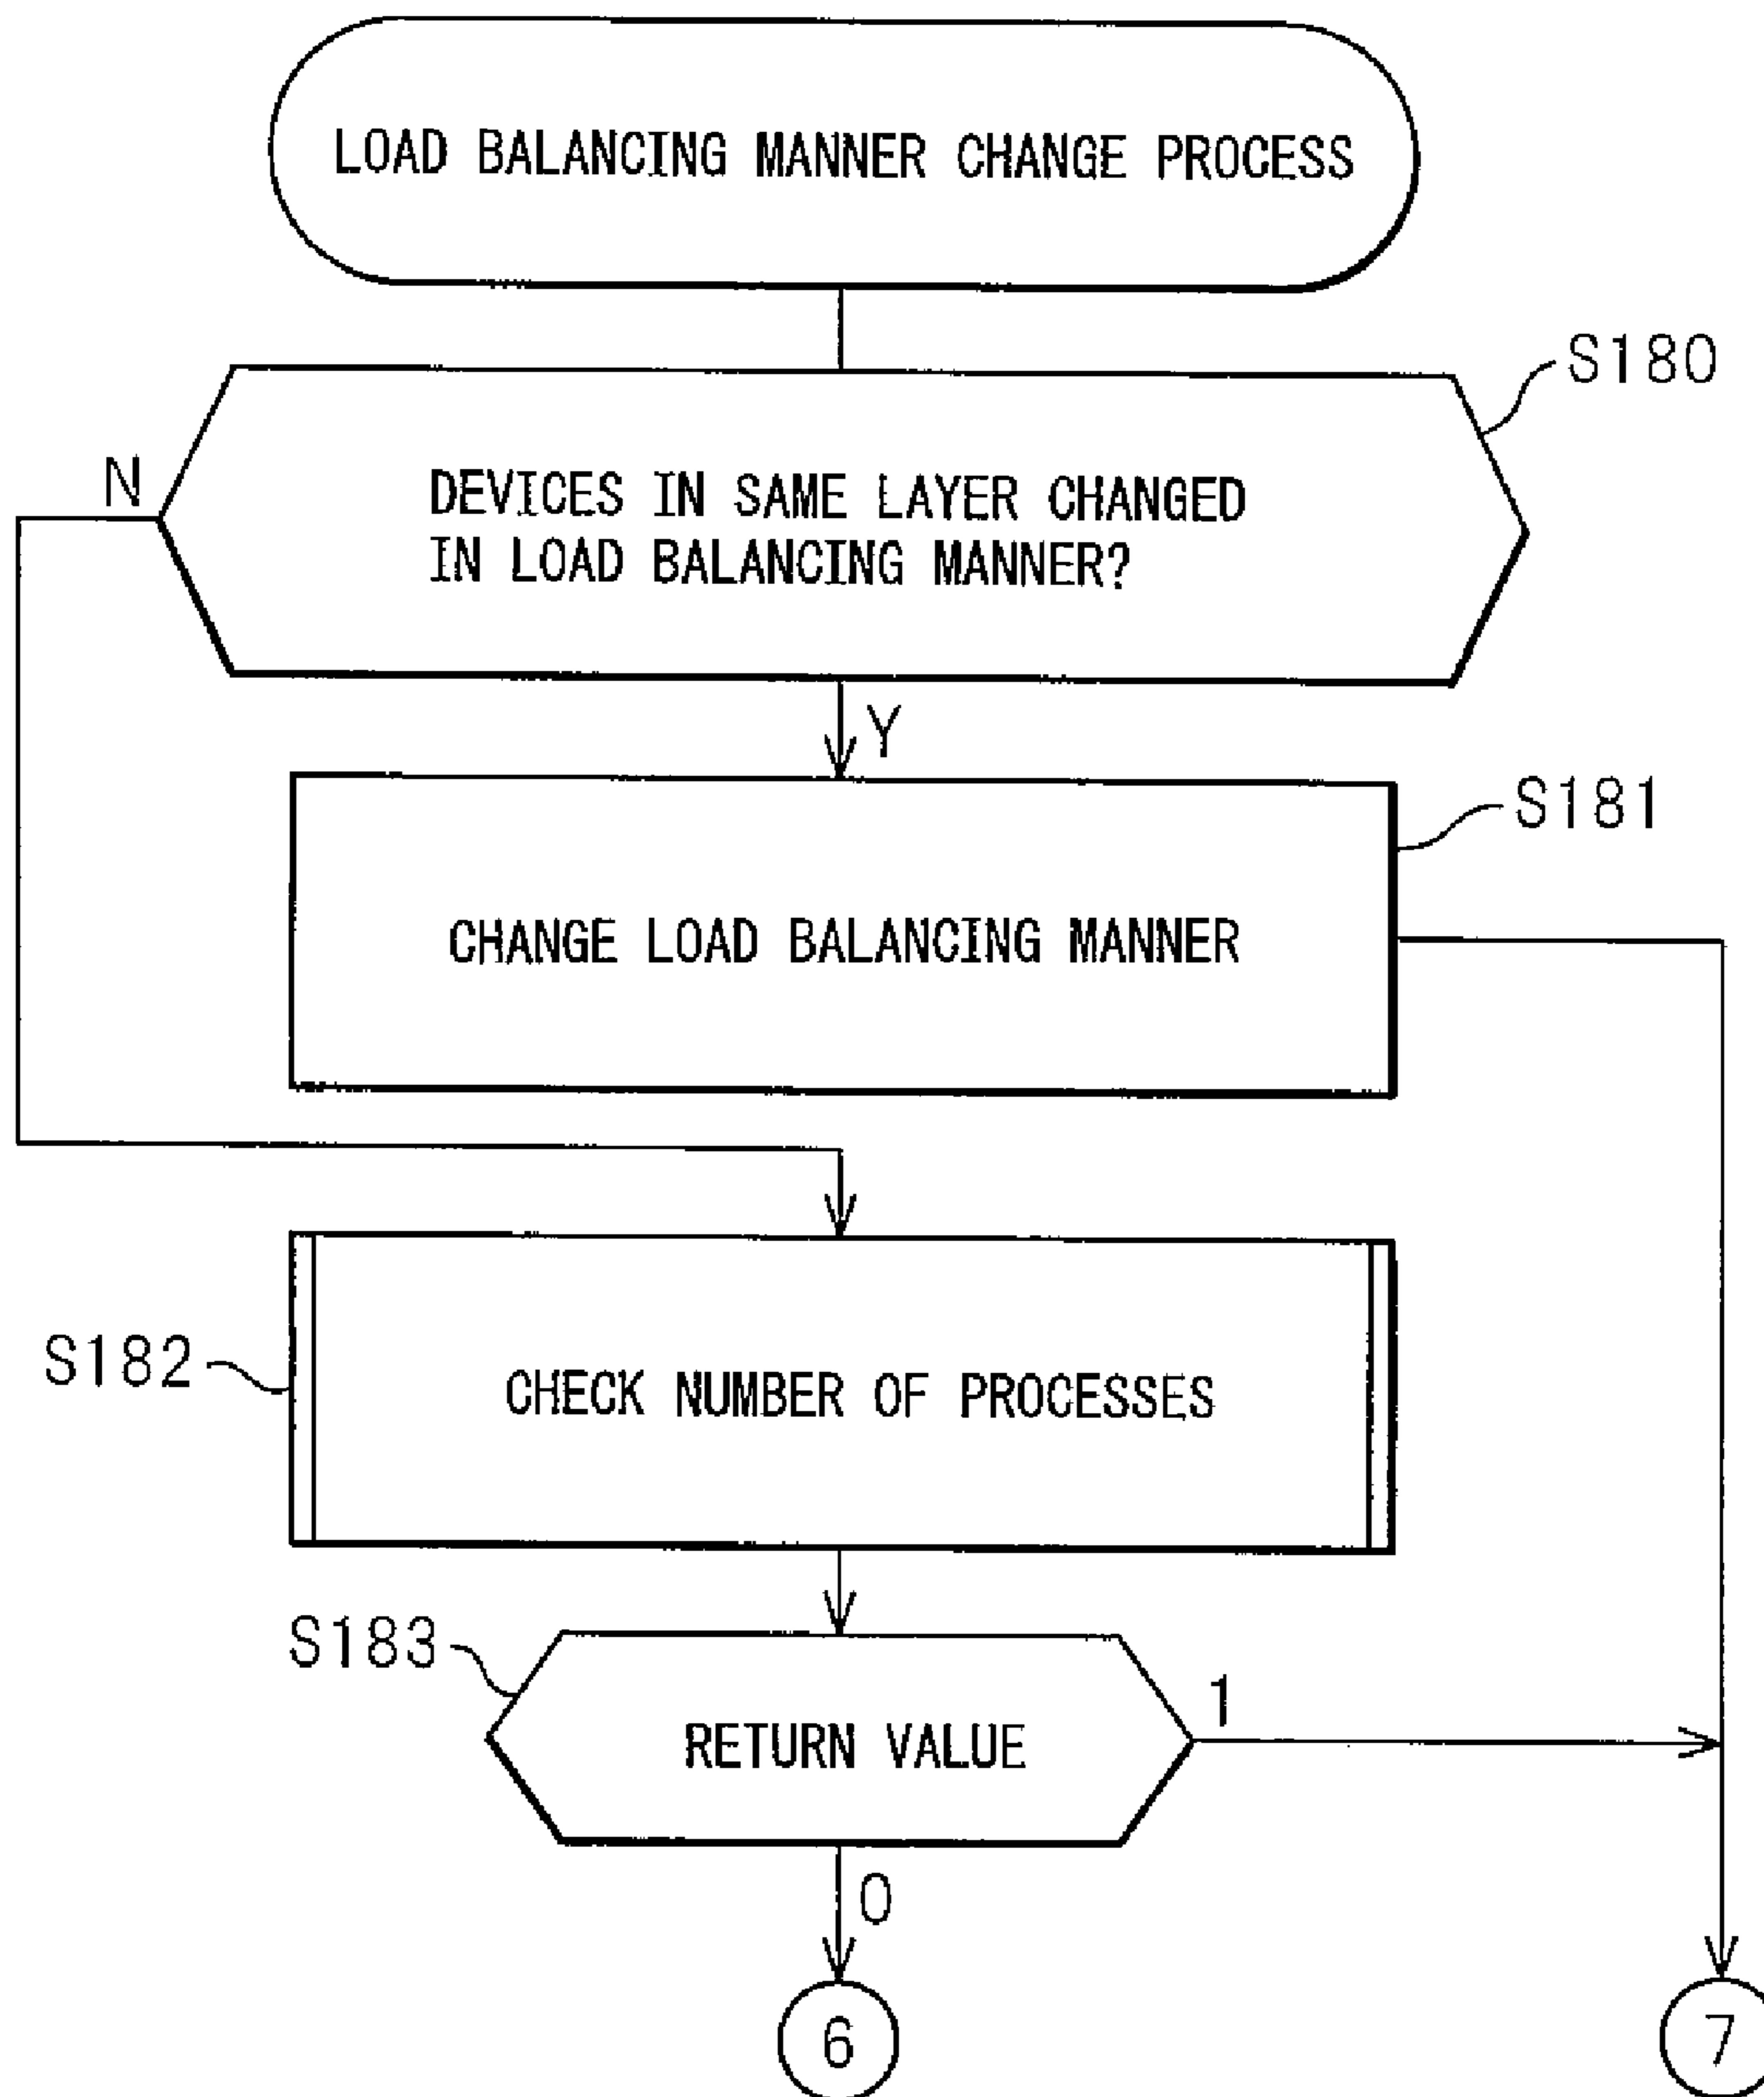 LOAD BALANCING MANNER CHANGE PROCESS
S180
N
DEVICES IN SAME LAYER CHANGED
IN LOAD BALANCING MANNER?
Y
S181
CHANGE LOAD BALANCING MANNER
S182
CHECK NUMBER OF PROCESSES
S183
RETURN VALUE
1
0
6
7